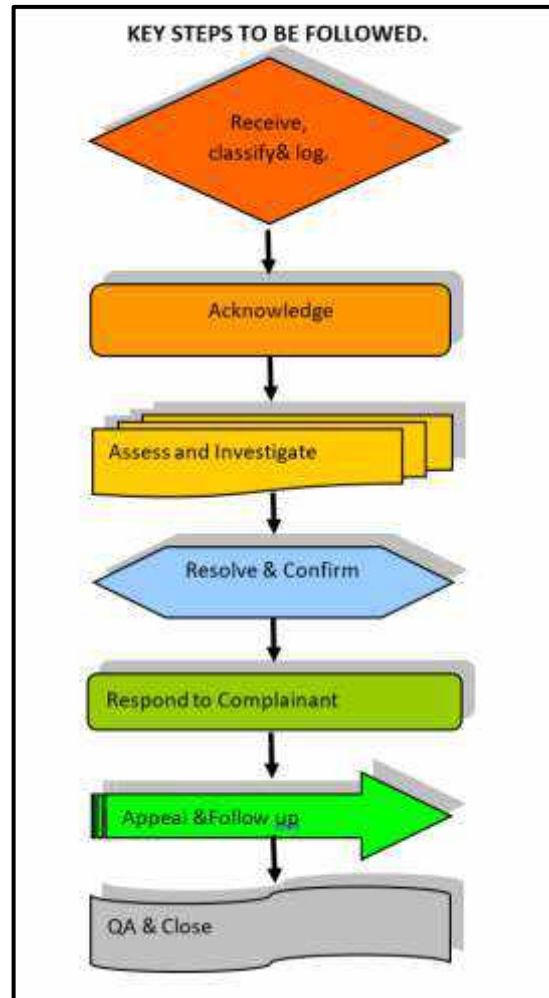 KEY STEPS TO BE FOLLOWED.
Receive,
classify& log.
Acknowledge
Assess and Investigate
Resolve & Confirm
Respond to Complainant
Appeal &Follow up
QA & Close